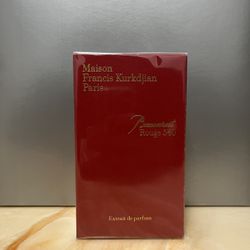 Maison
Francis Kurkdjian
Paris
Baccarat
Rouge 540
Extrait de parfum